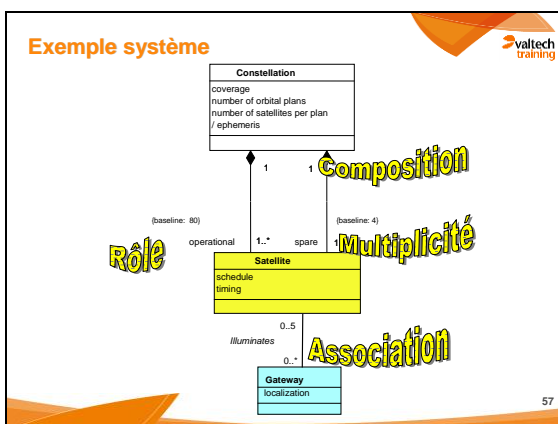 Exemple système
valtech
training
Constellation
coverage
number of orbital plans
number of satellites per plan
/ ephemeris
1
1
Composition
(baseline: 80)
(baseline: 4)
Rôle
operational
1..*
spare
1
Multiplicité
Satellite
schedule
timing
0..5
Illuminates
Association
0..*
Gateway
localization
57